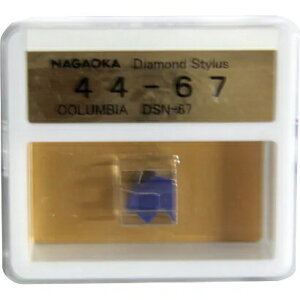 NAGAOKA Diamond Stylus
44-67
COLUMBIA DSN-67